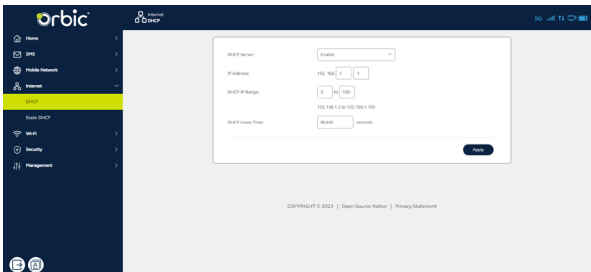 orbic
Internet
DHCP
5G
Home
SMS
Mobile Network
Internet
DHCP
Static DHCP
Wi-Fi
Security
Management
DHCP Server:
Enable
IP Address:
192. 168. 1 1
DHCP IP Range:
2 to 100
192.168.1.2 to 192.168.1.100
DHCP Lease Time:
86400 seconds
Apply
COPYRIGHT © 2023 | Open Source Notice | Privacy Statement